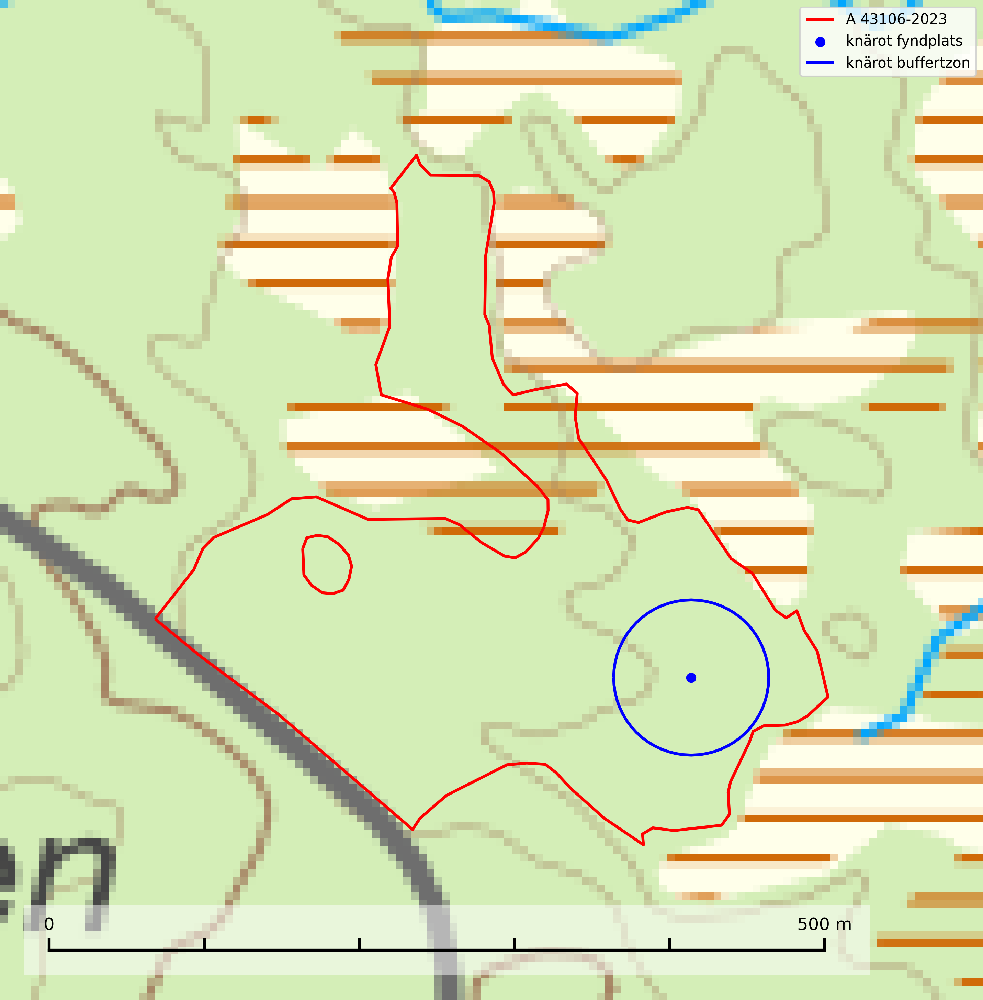 A 43106-2023
knärot fyndplats
knärot buffertzon
0 500 m